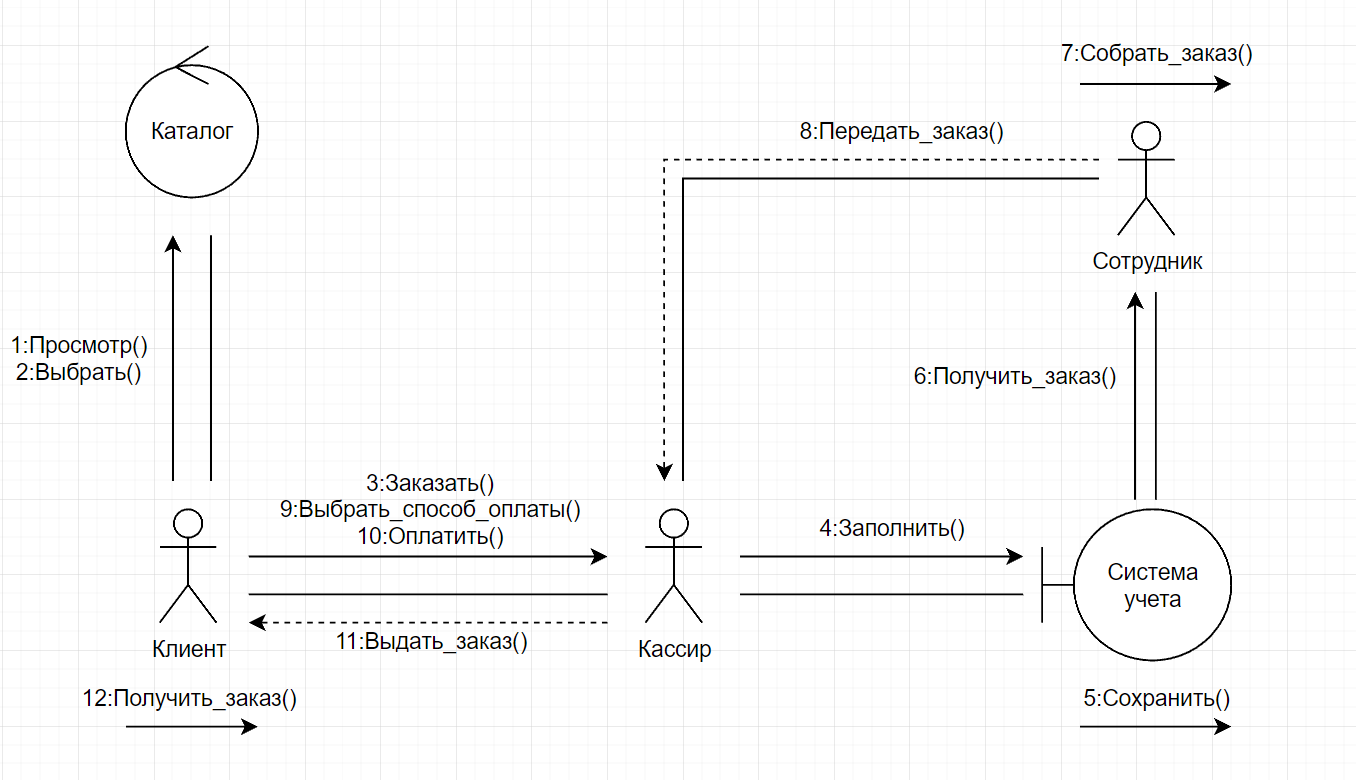 7:Собрать_заказ()
Каталог
8:Передать_заказ()
Сотрудник
1:Просмотр()
2:Выбрать()
6:Получить_заказ()
3:Заказать()
9:Выбрать_способ_оплаты()
10:Оплатить()
4:Заполнить()
Система
учета
11:Выдать_заказ()
Клиент
Кассир
12:Получить_заказ()
5:Сохранить()